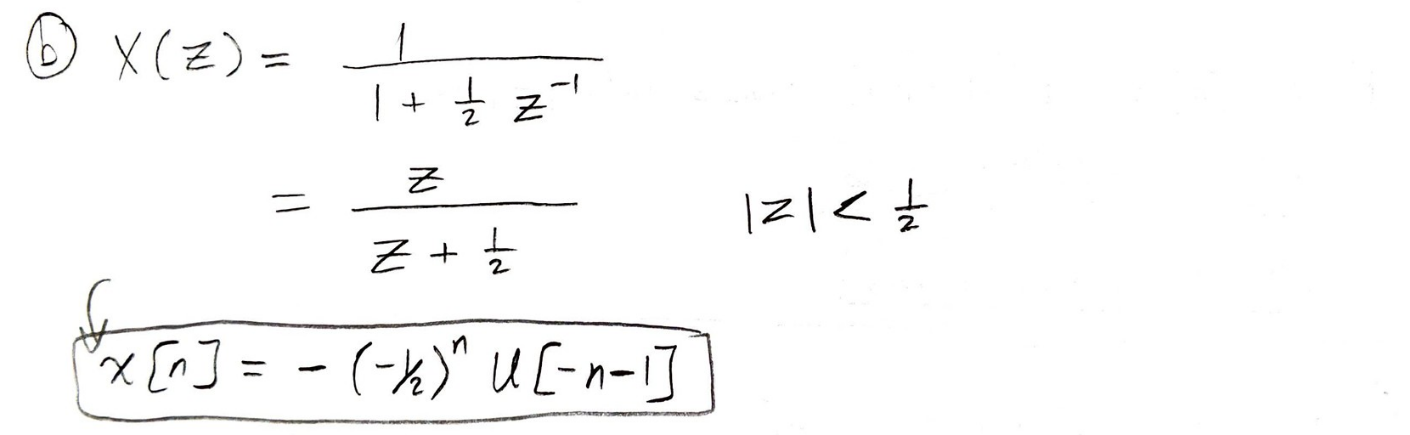 ⓑ X(z) = 1 / (1 + 1/2 z^-1)
= z / (z + 1/2) |z| < 1/2
x[n] = - (-1/2)^n u[-n-1]